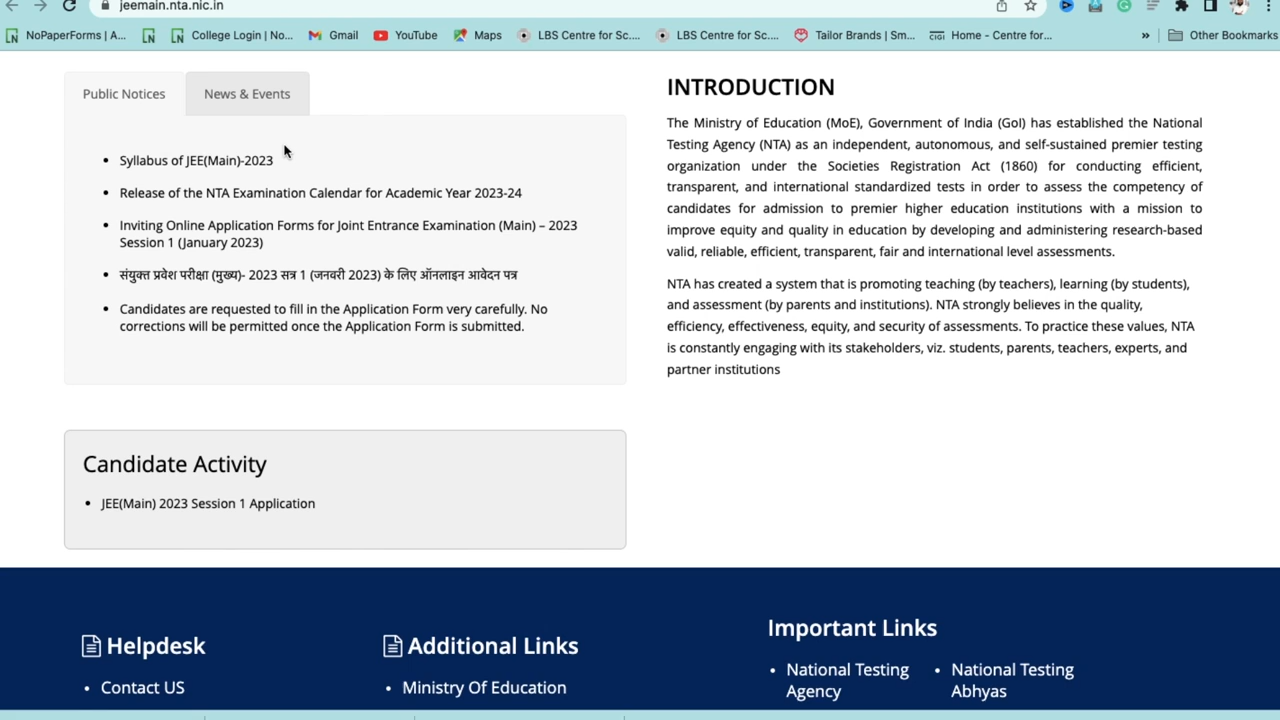 jeemain.nta.nic.in
NoPaperForms | A...
College Login | No...
Gmail
YouTube
Maps
LBS Centre for Sc....
LBS Centre for Sc....
Tailor Brands | Sm...
CIGI
Home - Centre for...
»
Other Bookmarks
Public Notices
News & Events
Syllabus of JEE(Main)-2023
Release of the NTA Examination Calendar for Academic Year 2023-24
Inviting Online Application Forms for Joint Entrance Examination (Main) – 2023
Session 1 (January 2023)
संयुक्त प्रवेश परीक्षा (मुख्य)- 2023 सत्र 1 (जनवरी 2023) के लिए ऑनलाइन आवेदन पत्र
Candidates are requested to fill in the Application Form very carefully. No
corrections will be permitted once the Application Form is submitted.
INTRODUCTION
The Ministry of Education (MoE), Government of India (GoI) has established the National
Testing Agency (NTA) as an independent, autonomous, and self-sustained premier testing
organization under the Societies Registration Act (1860) for conducting efficient,
transparent, and international standardized tests in order to assess the competency of
candidates for admission to premier higher education institutions with a mission to
improve equity and quality in education by developing and administering research-based
valid, reliable, efficient, transparent, fair and international level assessments.
NTA has created a system that is promoting teaching (by teachers), learning (by students),
and assessment (by parents and institutions). NTA strongly believes in the quality,
efficiency, effectiveness, equity, and security of assessments. To practice these values, NTA
is constantly engaging with its stakeholders, viz. students, parents, teachers, experts, and
partner institutions
Candidate Activity
JEE(Main) 2023 Session 1 Application
Helpdesk
Contact US
Additional Links
Ministry Of Education
Important Links
National Testing
Agency
National Testing
Abhyas